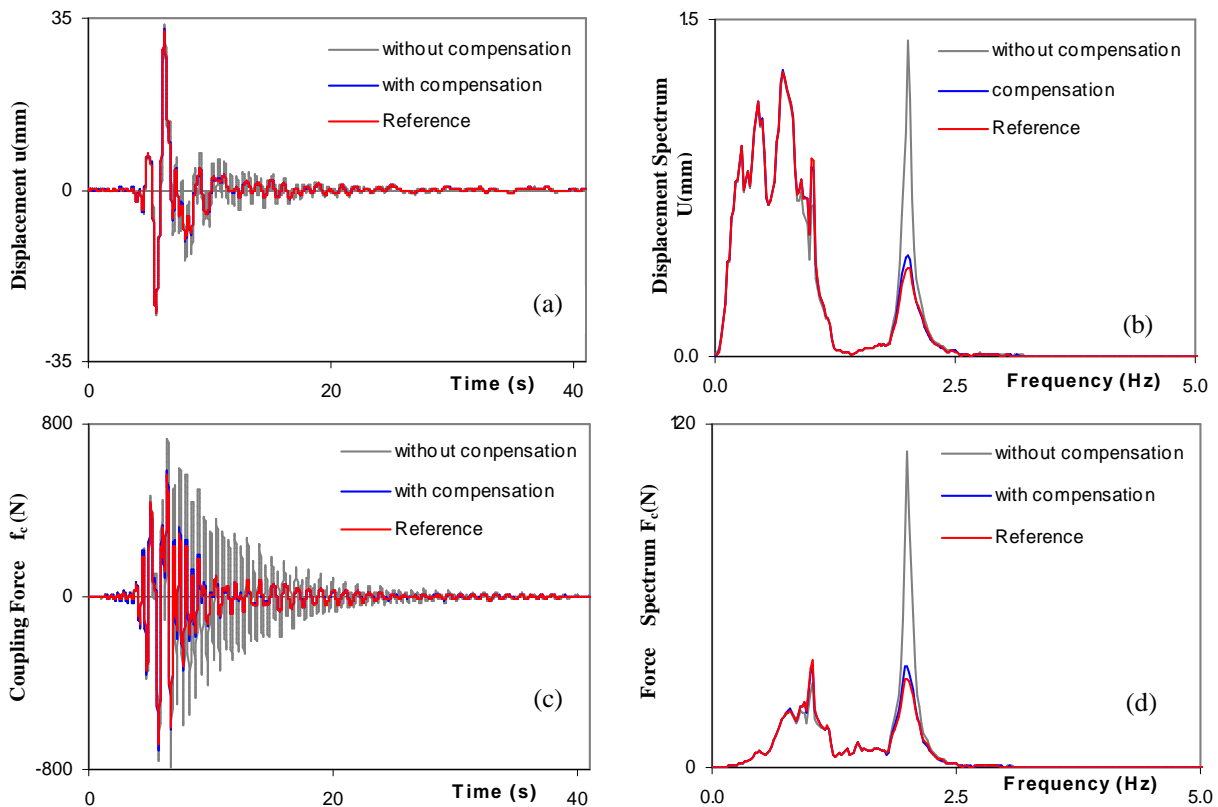 35
without compensation
with compensation
Reference
Displacement u(mm)
0
(a)
-35
0
20
40
Time (s)
1.5
without compensation
compensation
Reference
Displacement Spectrum
U(mm)
(b)
0.0
0.0
2.5
Frequency (Hz)
5.0
800
without conpensation
with compensation
Reference
Coupling Force fc (N)
0
(c)
-800
0
20
Time (s)
40
120
without compensation
with compensation
Reference
Force Spectrum Fc(N)
(d)
0
0.0
2.5
Frequency (Hz)
5.0